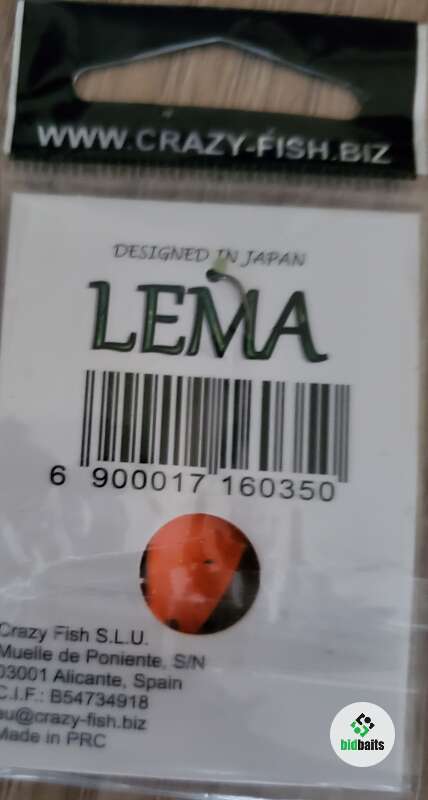 WWW.CRAZY-FISH.BIZ
DESIGNED IN JAPAN
LEMA
6 900017 160350
Crazy Fish S.L.U.
Muelle de Poniente, S/N
03001 Alicante, Spain
C.I.F.: B54734918
eu@crazy-fish.biz
Made in PRC
bidbaits